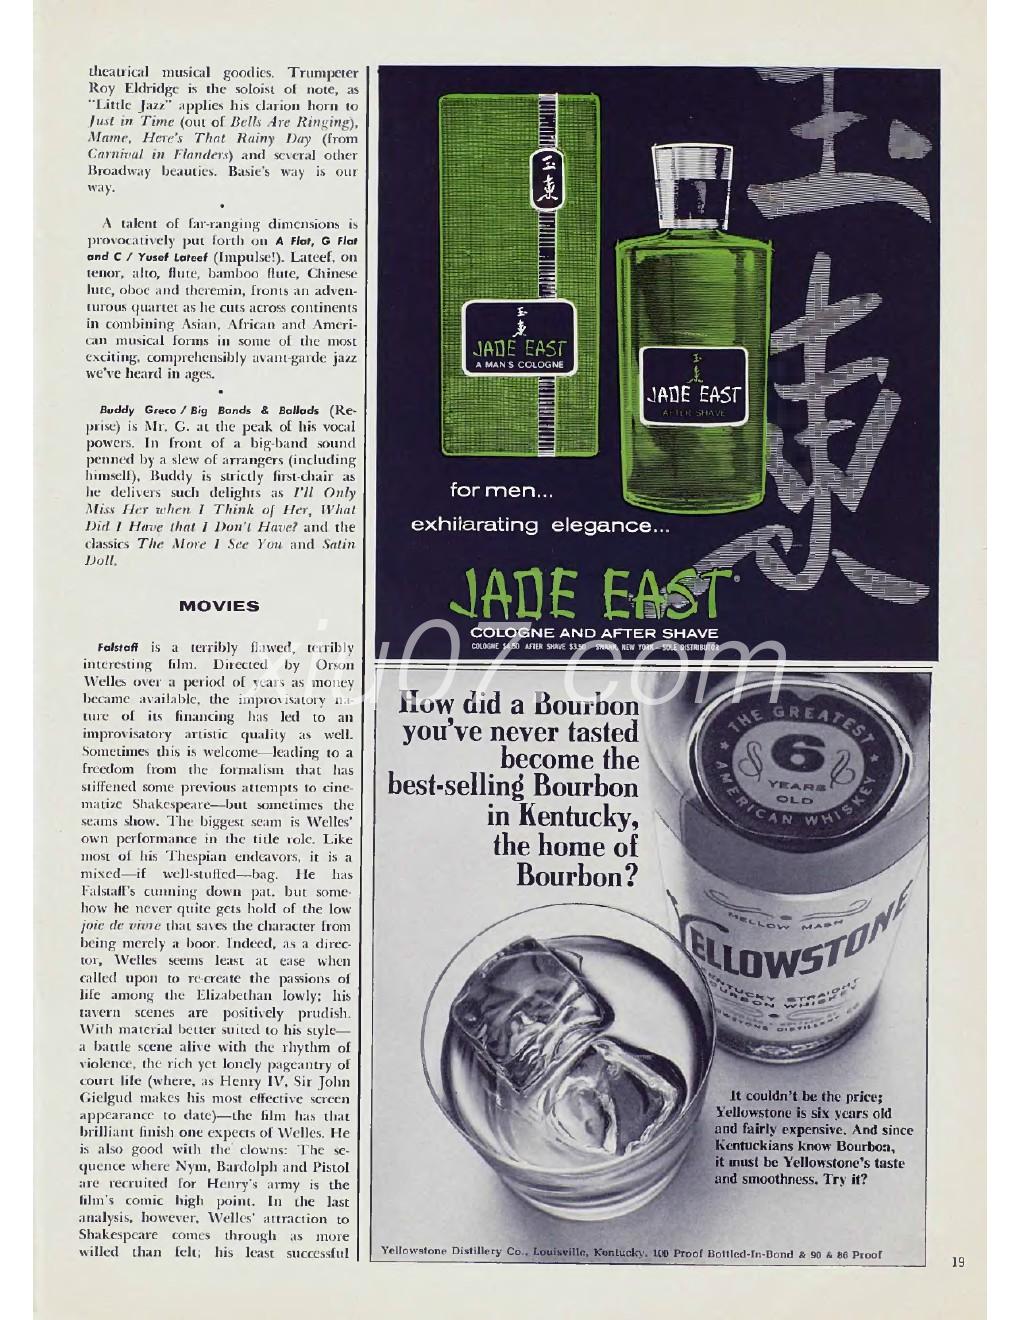 theatrical musical goodies. Trumpeter
Roy Eldridge is the soloist of note, as
"Little Jazz" applies his clarion horn to
Just in Time (out of Bells Are Ringing),
Mame, Here's That Rainy Day (from
Carnival in Flanders) and several other
Broadway beauties. Basie's way is our
way.
•
A talent of far-ranging dimensions is
provocatively put forth on A Flat, G Flat
and C / Yusef Lateef (Impulse!). Lateef, on
tenor, alto, flute, bamboo flute, Chinese
lute, oboe and theremin, fronts an adven-
turous quartet as he cuts across continents
in combining Asian, African and Ameri-
can musical forms in some of the most
exciting, comprehensibly avant-garde jazz
we've heard in ages.
•
Buddy Greco / Big Bands & Ballads (Re-
prise) is Mr. G. at the peak of his vocal
powers. In front of a big-band sound
penned by a slew of arrangers (including
himself), Buddy is strictly first-chair as
he delivers such delights as I'll Only
Miss Her when I Think of Her, What
Did I Have that I Don't Have? and the
classics The More I See You and Satin
Doll.
MOVIES
Falstaff is a terribly flawed, terribly
interesting film. Directed by Orson
Welles over a period of years as money
became available, the improvisatory na-
ture of its financing has led to an
improvisatory artistic quality as well.
Sometimes this is welcome—leading to a
freedom from the formalism that has
stiffened some previous attempts to cine-
matize Shakespeare—but sometimes the
seams show. The biggest seam is Welles'
own performance in the title role. Like
most of his Thespian endeavors, it is a
mixed—if well-stuffed—bag. He has
Falstaff's cunning down pat, but some-
how he never quite gets hold of the low
joie de vivre that saves the character from
being merely a boor. Indeed, as a direc-
tor, Welles seems least at ease when
called upon to re-create the passions of
life among the Elizabethan lowly; his
tavern scenes are positively prudish.
With material better suited to his style—
a battle scene alive with the rhythm of
violence, the rich yet lonely pageantry of
court life (where, as Henry IV, Sir John
Gielgud makes his most effective screen
appearance to date)—the film has that
brilliant finish one expects of Welles. He
is also good with the clowns: The se-
quence where Nym, Bardolph and Pistol
are recruited for Henry's army is the
film's comic high point. In the last
analysis, however, Welles' attraction to
Shakespeare comes through as more
willed than felt; his least successful
玉東
玉東
玉東
JADE EAST
A MAN'S COLOGNE
玉東
JADE EAST
AFTER SHAVE
for men...
exhilarating elegance...
JADE EAST®
COLOGNE AND AFTER SHAVE
COLOGNE $4.50 AFTER SHAVE $3.50 SWANK, NEW YORK – SOLE DISTRIBUTOR
xiu07.com
How did a Bourbon
you've never tasted
become the
best-selling Bourbon
in Kentucky,
the home of
Bourbon?
THE GREATEST
6
YEARS
OLD
AMERICAN WHISKEY
MELLOW MASH
YELLOWSTONE
KENTUCKY STRAIGHT
BOURBON WHISKEY
YELLOWSTONE DISTILLERY CO.
It couldn't be the price;
Yellowstone is six years old
and fairly expensive. And since
Kentuckians know Bourbon,
it must be Yellowstone's taste
and smoothness. Try it?
Yellowstone Distillery Co., Louisville, Kentucky. 100 Proof Bottled-In-Bond & 90 & 86 Proof
19